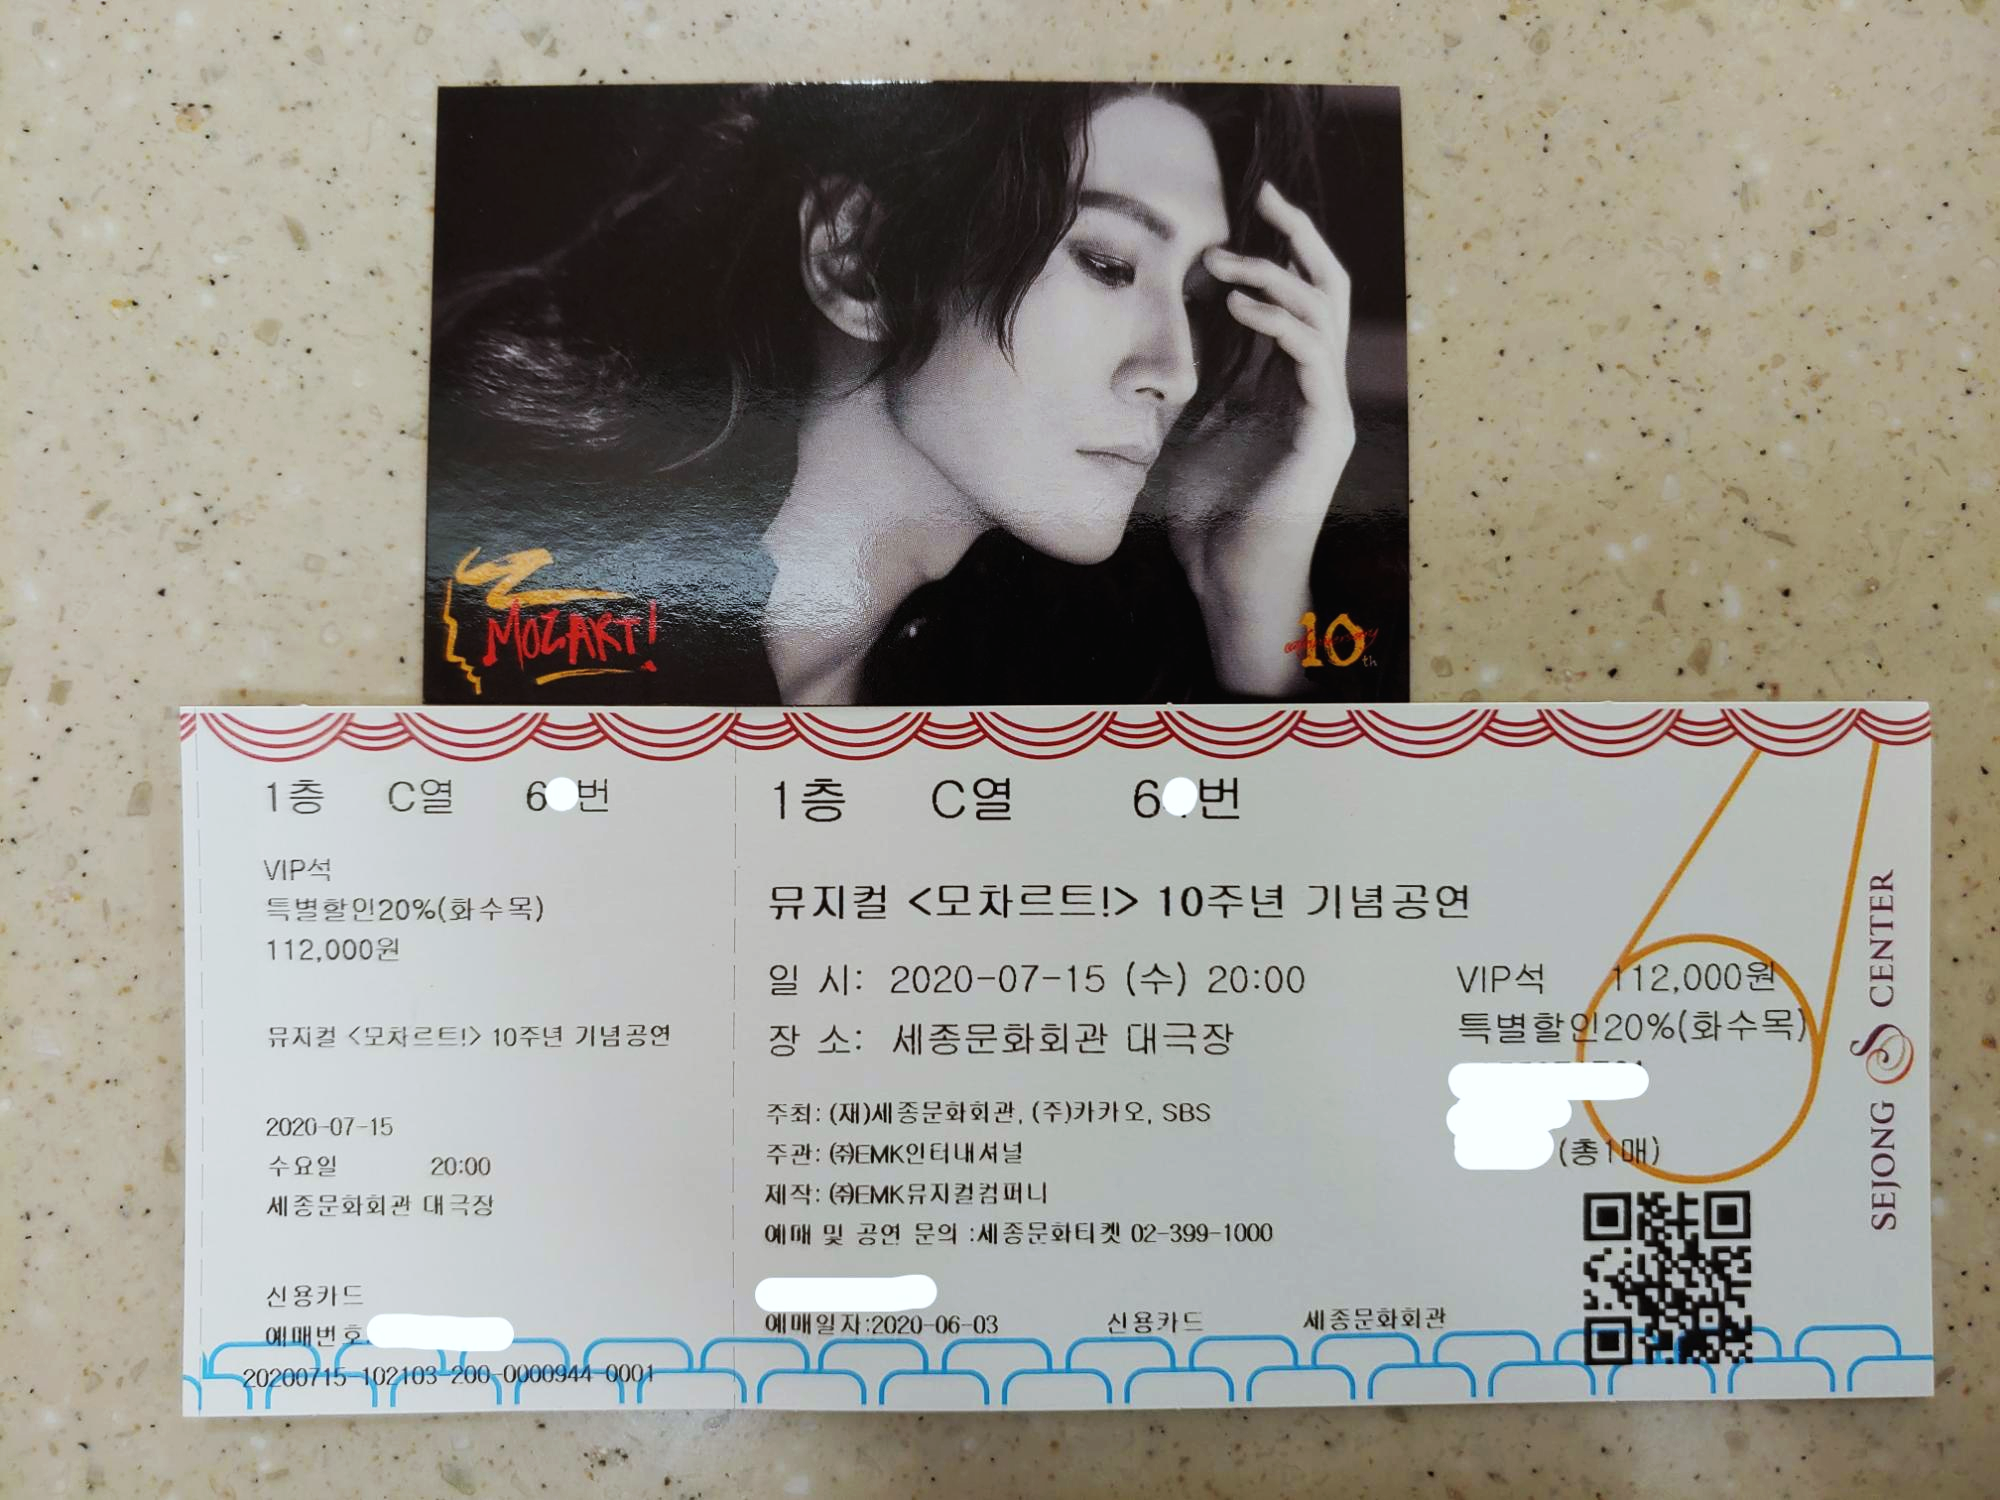 MOZART!
anniversary
10th
1층 C열 6 번
VIP석
특별할인20%(화수목)
112,000원
뮤지컬 <모차르트!> 10주년 기념공연
2020-07-15
수요일 20:00
세종문화회관 대극장
신용카드
예매번호
20200715-102103-200-0000944-0001
1층 C열 6 번
뮤지컬 <모차르트!> 10주년 기념공연
일 시: 2020-07-15 (수) 20:00
장 소: 세종문화회관 대극장
주최: (재)세종문화회관, (주)카카오, SBS
주관: ㈜EMK인터내셔널
제작: ㈜EMK뮤지컬컴퍼니
예매 및 공연 문의 :세종문화티켓 02-399-1000
예매일자:2020-06-03 신용카드 세종문화회관
VIP석 112,000원
특별할인20%(화수목)
(총1매)
SEJONG CENTER